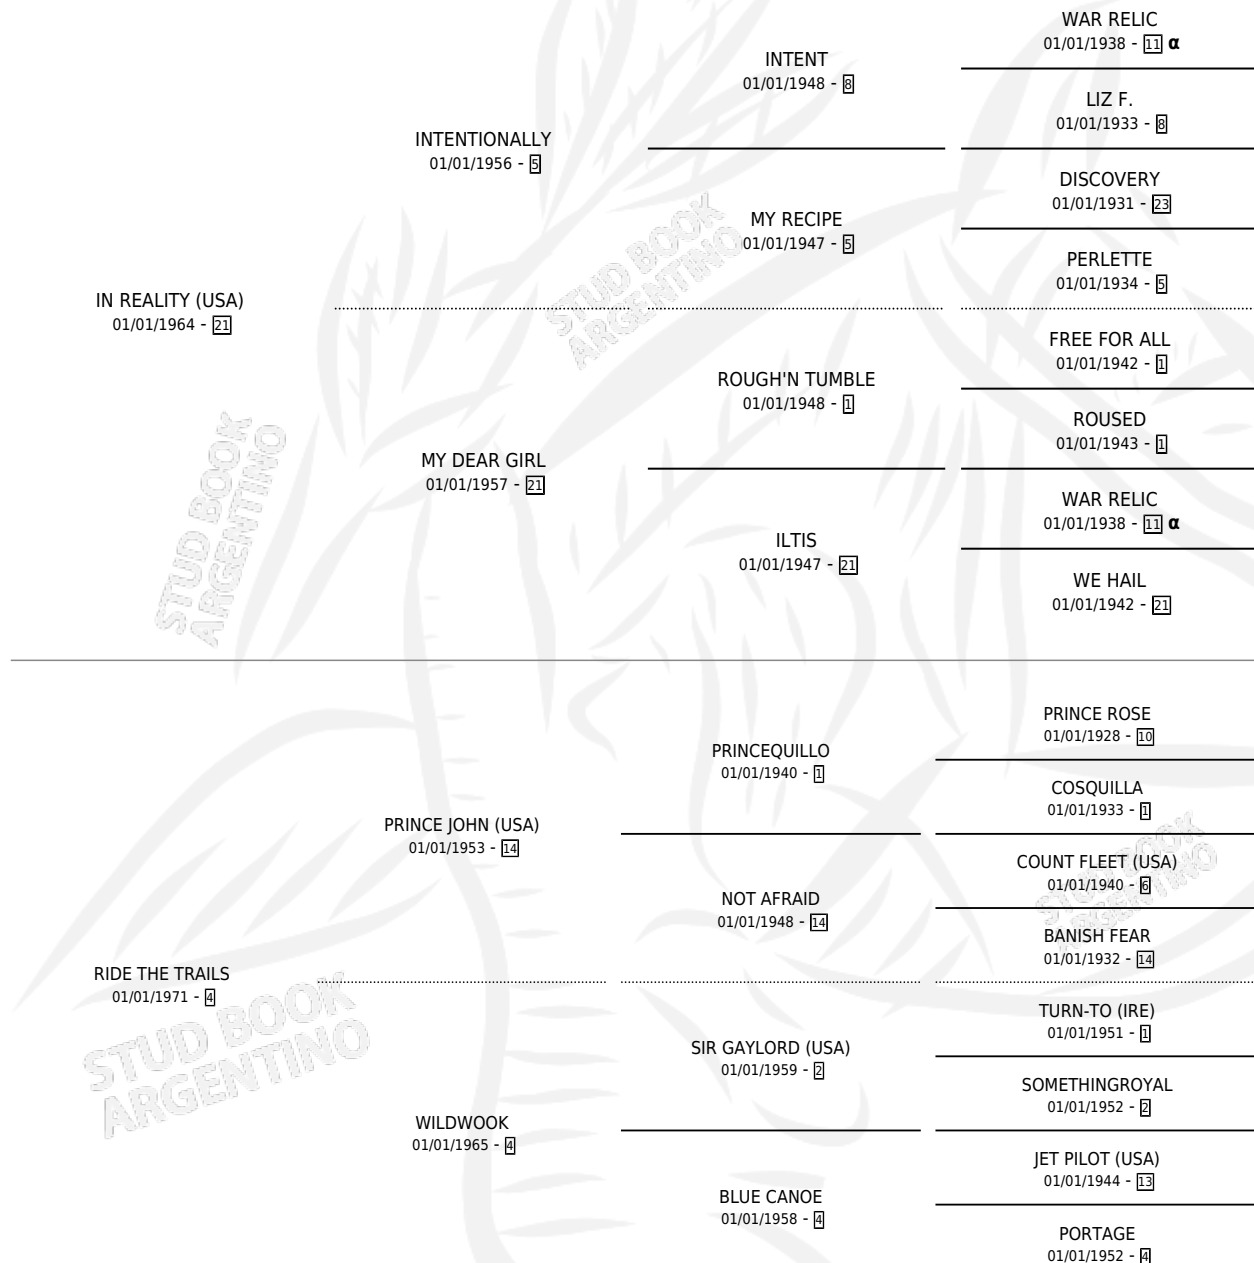 WAR RELIC
01/01/1938 - 11 α
INTENT
01/01/1948 - 8
LIZ F.
01/01/1933 - 8
INTENTIONALLY
01/01/1956 - 5
DISCOVERY
01/01/1931 - 23
MY RECIPE
01/01/1947 - 5
PERLETTE
01/01/1934 - 5
IN REALITY (USA)
01/01/1964 - 21
FREE FOR ALL
01/01/1942 - 1
ROUGH'N TUMBLE
01/01/1948 - 1
ROUSED
01/01/1943 - 1
MY DEAR GIRL
01/01/1957 - 21
WAR RELIC
01/01/1938 - 11 α
ILTIS
01/01/1947 - 21
WE HAIL
01/01/1942 - 21
PRINCE ROSE
01/01/1928 - 10
PRINCEQUILLO
01/01/1940 - 1
COSQUILLA
01/01/1933 - 1
PRINCE JOHN (USA)
01/01/1953 - 14
COUNT FLEET (USA)
01/01/1940 - 6
NOT AFRAID
01/01/1948 - 14
BANISH FEAR
01/01/1932 - 14
RIDE THE TRAILS
01/01/1971 - 4
TURN-TO (IRE)
01/01/1951 - 1
SIR GAYLORD (USA)
01/01/1959 - 2
SOMETHINGROYAL
01/01/1952 - 2
WILDWOOK
01/01/1965 - 4
JET PILOT (USA)
01/01/1944 - 13
BLUE CANOE
01/01/1958 - 4
PORTAGE
01/01/1952 - 4
STUD BOOK
ARGENTINO
STUD BOOK
ARGENTINO
STUD BOOK
ARGENTINO
STUD BOOK
ARGENTINO